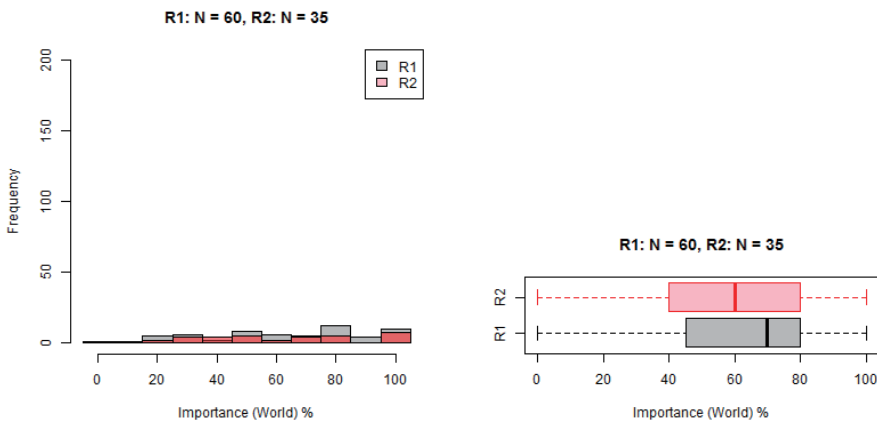 R1: N = 60, R2: N = 35
200
150
100
50
0
Frequency
R1
R2
0 20 40 60 80 100
Importance (World) %
R1: N = 60, R2: N = 35
R2
R1
0 20 40 60 80 100
Importance (World) %